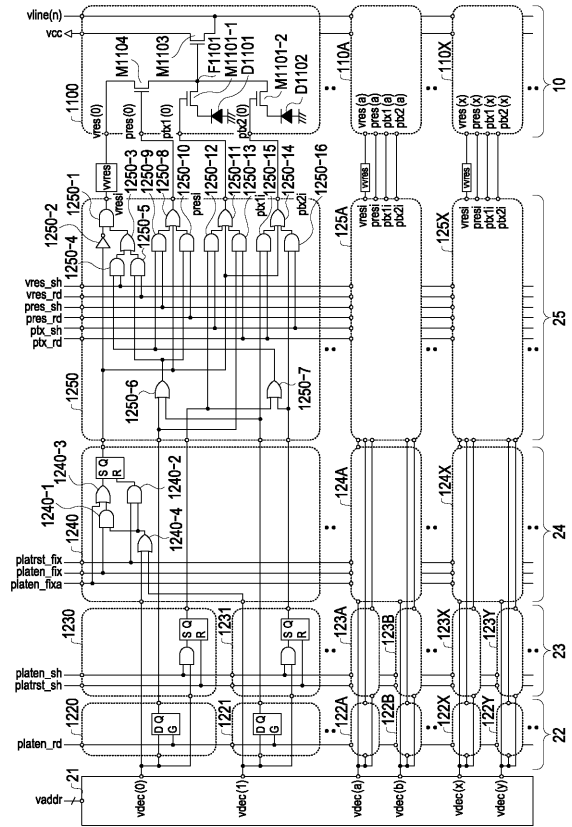 vline(n)
vcc
1100
M1104
M1103
F1101
M1101-1
D1101
M1101-2
D1102
vres(0)
pres(0)
ptx1(0)
ptx2(0)
110A
vres(a)
pres(a)
ptx1(a)
ptx2(a)
110X
vres(x)
pres(x)
ptx1(x)
ptx2(x)
10
vvres
vvres
vvres
1250-2
1250-1
1250-4
1250-3
1250-5
1250-9
1250-8
1250-10
1250-12
1250-11
1250-13
1250-15
1250-14
1250-16
vresi
presi
ptx1i
ptx2i
vres_sh
vres_rd
pres_sh
pres_rd
ptx_sh
ptx_rd
1250
1250-6
1250-7
125A
vresi
presi
ptx1i
ptx2i
125X
vresi
presi
ptx1i
ptx2i
25
1240-3
1240-1
1240
S Q
R
1240-2
1240-4
platrst_fix
platen_fix
platen_fixa
124A
124X
24
1230
S Q
R
1231
S Q
R
platen_sh
platrst_sh
123A
123B
123X
123Y
23
1220
D Q
G
1221
D Q
G
platen_rd
122A
122B
122X
122Y
22
21
vaddr
vdec(0)
vdec(1)
vdec(a)
vdec(b)
vdec(x)
vdec(y)